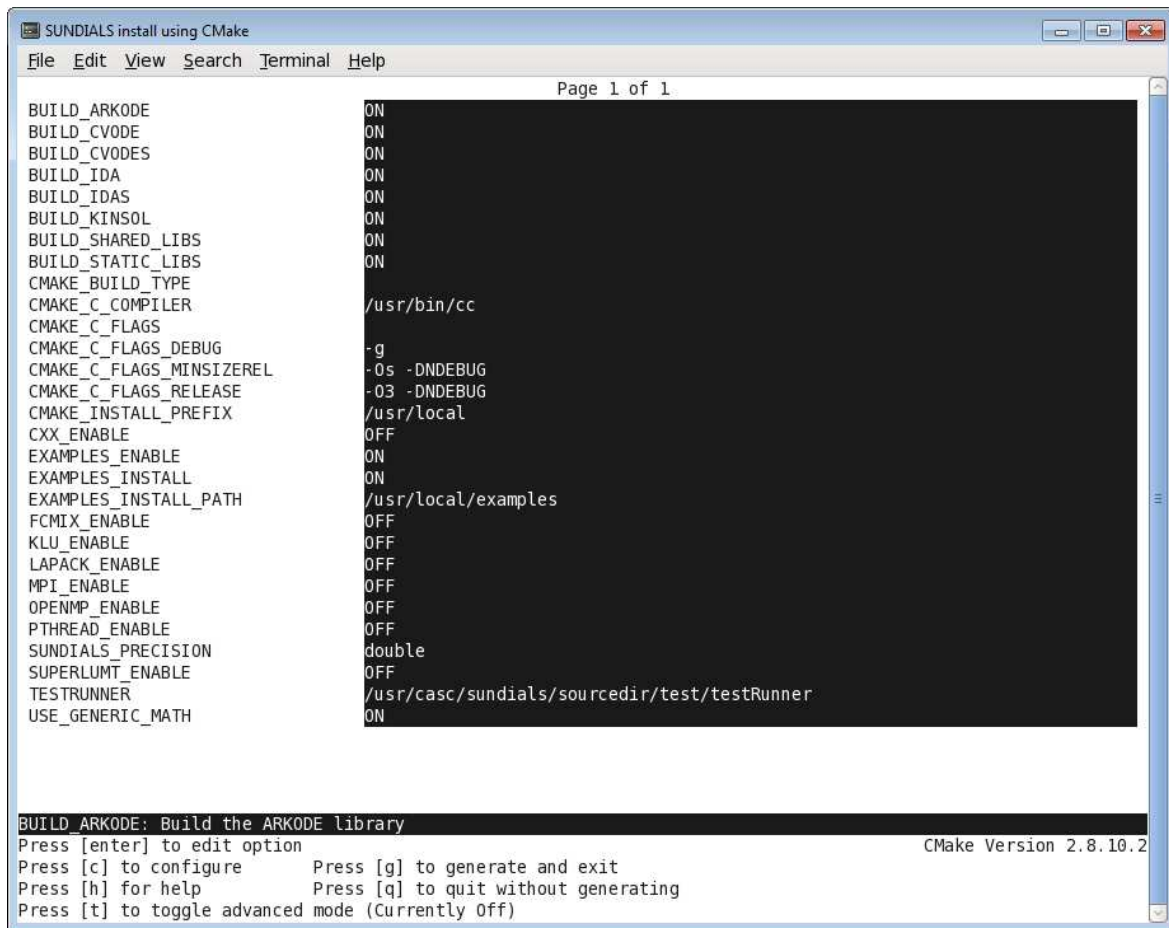 SUNDIALS install using CMake
File Edit View Search Terminal Help
Page 1 of 1
BUILD_ARKODE ON
BUILD_CVODE ON
BUILD_CVODES ON
BUILD_IDA ON
BUILD_IDAS ON
BUILD_KINSOL ON
BUILD_SHARED_LIBS ON
BUILD_STATIC_LIBS ON
CMAKE_BUILD_TYPE
CMAKE_C_COMPILER /usr/bin/cc
CMAKE_C_FLAGS
CMAKE_C_FLAGS_DEBUG -g
CMAKE_C_FLAGS_MINSIZEREL -Os -DNDEBUG
CMAKE_C_FLAGS_RELEASE -O3 -DNDEBUG
CMAKE_INSTALL_PREFIX /usr/local
CXX_ENABLE OFF
EXAMPLES_ENABLE ON
EXAMPLES_INSTALL ON
EXAMPLES_INSTALL_PATH /usr/local/examples
FCMIX_ENABLE OFF
KLU_ENABLE OFF
LAPACK_ENABLE OFF
MPI_ENABLE OFF
OPENMP_ENABLE OFF
PTHREAD_ENABLE OFF
SUNDIALS_PRECISION double
SUPERLUMT_ENABLE OFF
TESTRUNNER /usr/casc/sundials/sourcedir/test/testRunner
USE_GENERIC_MATH ON
BUILD_ARKODE: Build the ARKODE library
Press [enter] to edit option CMake Version 2.8.10.2
Press [c] to configure Press [g] to generate and exit
Press [h] for help Press [q] to quit without generating
Press [t] to toggle advanced mode (Currently Off)